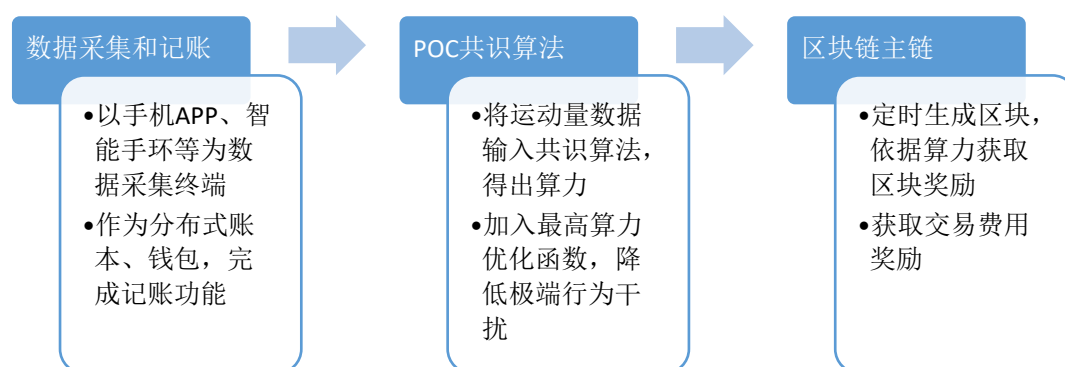 数据采集和记账
•以手机APP、智
能手环等为数
据采集终端
•作为分布式账
本、钱包，完
成记账功能
POC共识算法
•将运动量数据
输入共识算法，
得出算力
•加入最高算力
优化函数，降
低极端行为干
扰
区块链主链
•定时生成区块，
依据算力获取
区块奖励
•获取交易费用
奖励